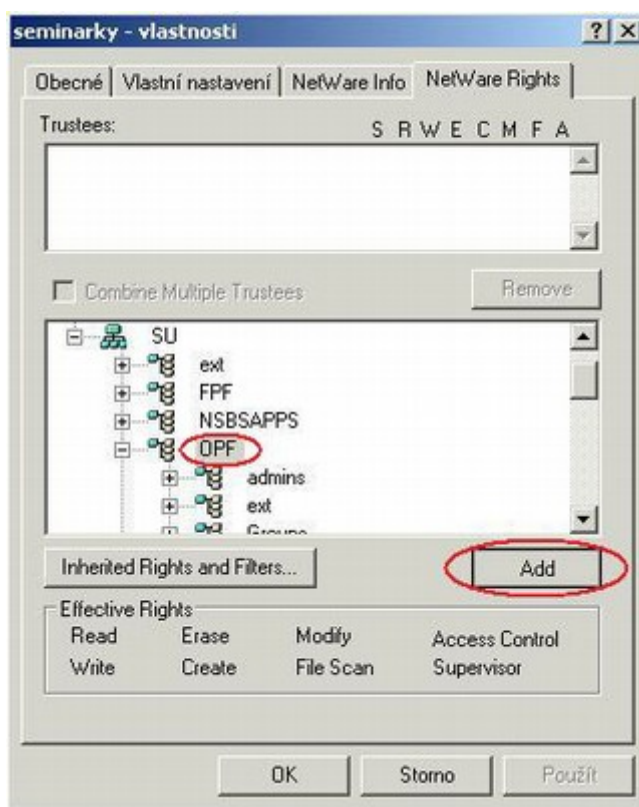 seminarky - vlastnosti
Obecné Vlastní nastavení NetWare Info NetWare Rights
Trustees: S R W E C M F A
Combine Multiple Trustees Remove
SU
ext
FPF
NSBSAPPS
OPF
admins
ext
Groups
Inherited Rights and Filters... Add
Effective Rights
Read Erase Modify Access Control
Write Create File Scan Supervisor
OK Storno Použít